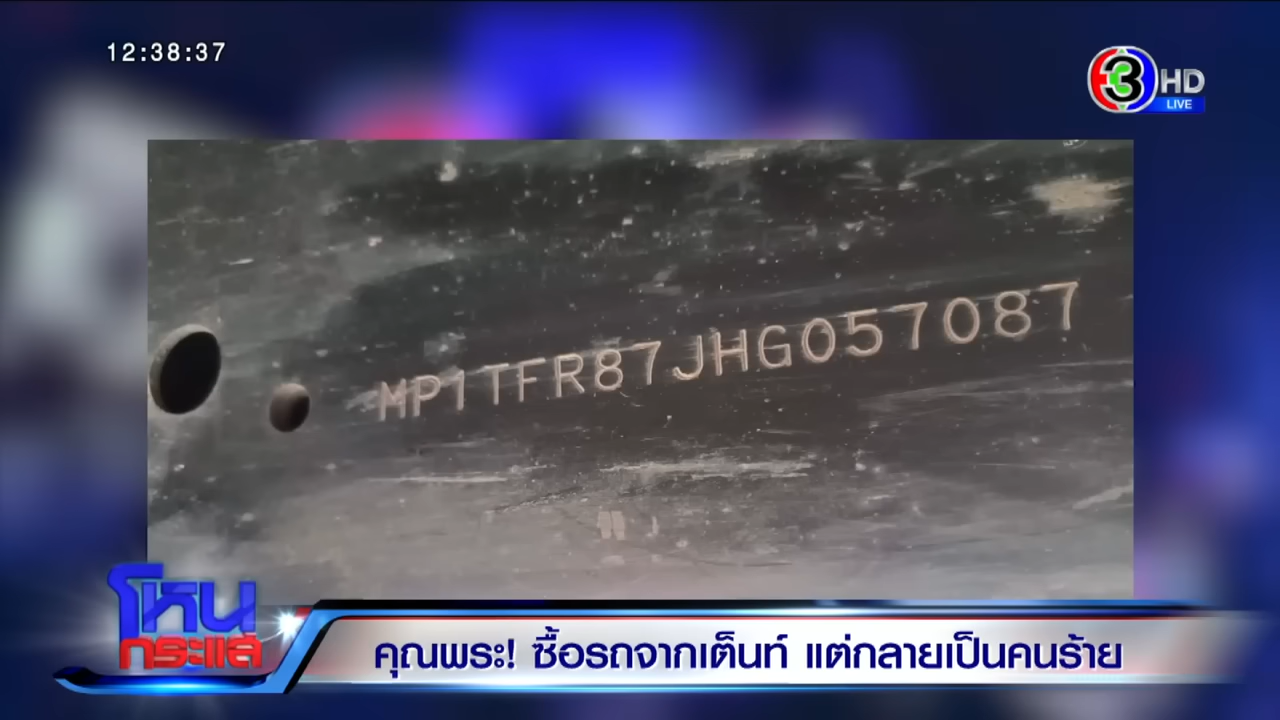 12:38:37
3 HD
LIVE
MP1TFR87JHG057087
โหน
กระแส
คุณพระ! ซื้อรถจากเต็นท์ แต่กลายเป็นคนร้าย